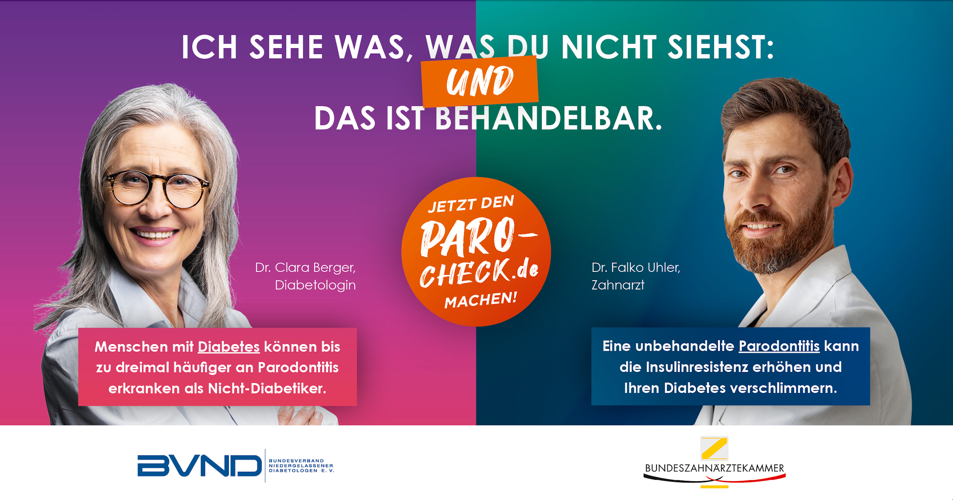 ICH SEHE WAS, WAS DU NICHT SIEHST:
UND
DAS IST BEHANDELBAR.
JETZT DEN
PARO-
CHECK.de
MACHEN!
Dr. Clara Berger,
Diabetologin
Dr. Falko Uhler,
Zahnarzt
Menschen mit Diabetes können bis
zu dreimal häufiger an Parodontitis
erkranken als Nicht-Diabetiker.
Eine unbehandelte Parodontitis kann
die Insulinresistenz erhöhen und
Ihren Diabetes verschlimmern.
BVND
BUNDESVERBAND
NIEDERGELASSENER
DIABETOLOGEN E. V.
BUNDESZAHNÄRZTEKAMMER